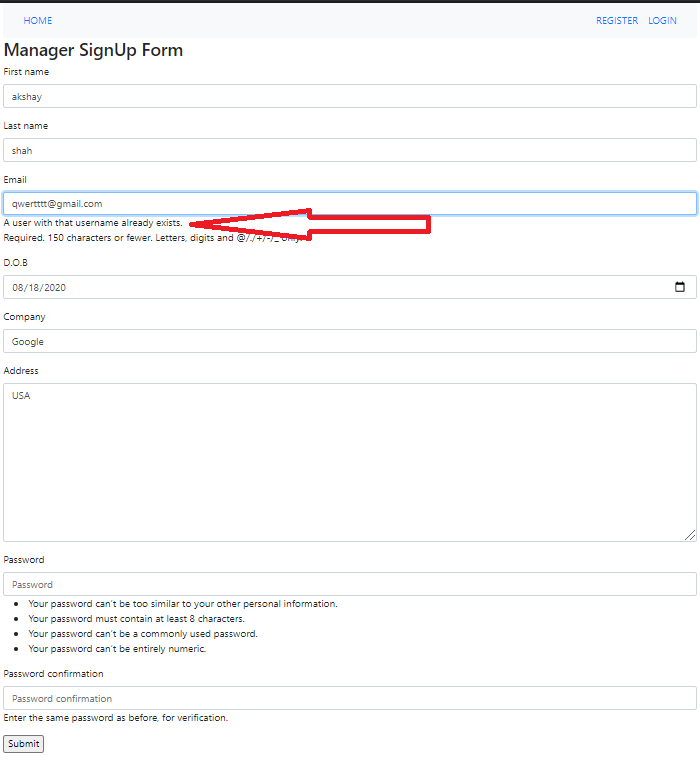 HOME REGISTER LOGIN
Manager SignUp Form
First name
akshay
Last name
shah
Email
qwertttt@gmail.com
A user with that username already exists.
Required. 150 characters or fewer. Letters, digits and @/./+/-/_ only.
D.O.B
08/18/2020
Company
Google
Address
USA
Password
Password
Your password can't be too similar to your other personal information.
Your password must contain at least 8 characters.
Your password can't be a commonly used password.
Your password can't be entirely numeric.
Password confirmation
Password confirmation
Enter the same password as before, for verification.
Submit